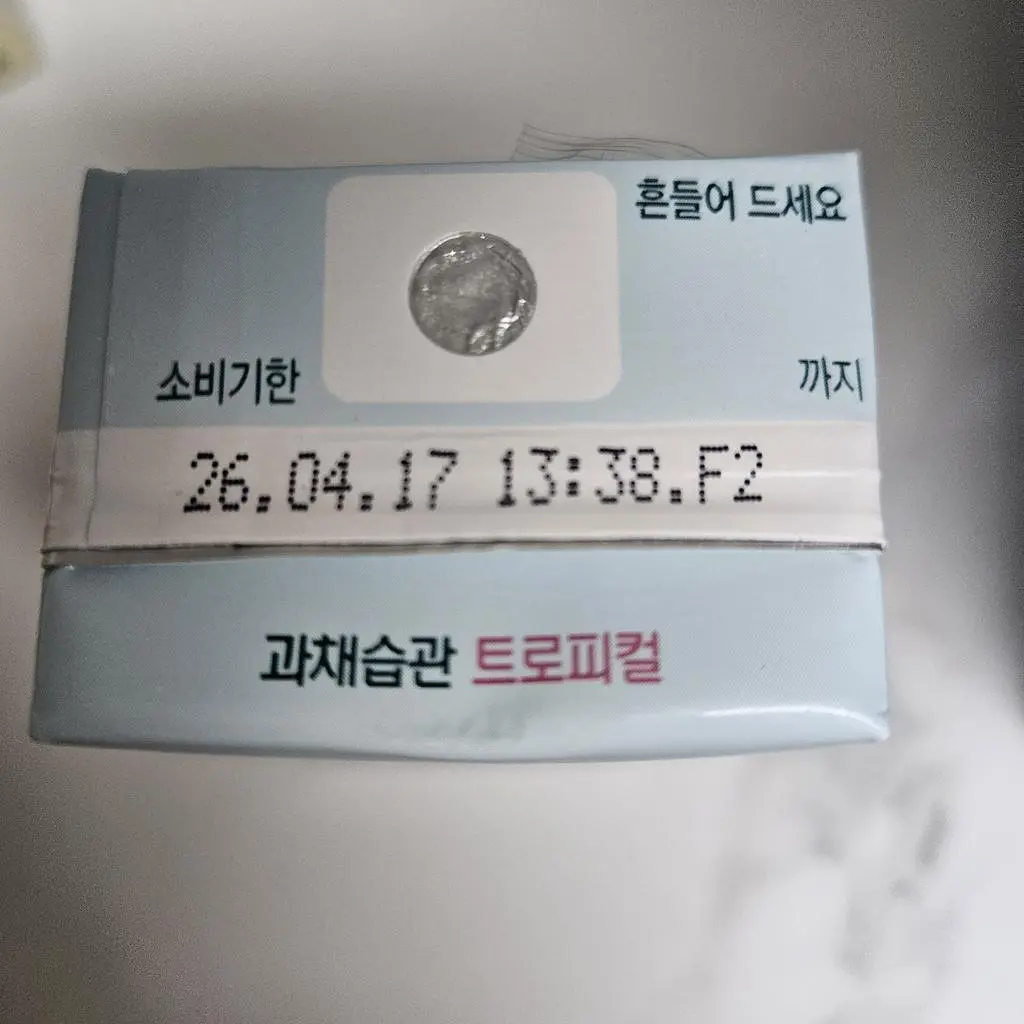 흔들어 드세요
소비기한 까지
26.04.17 13:38.F2
과채습관 트로피컬